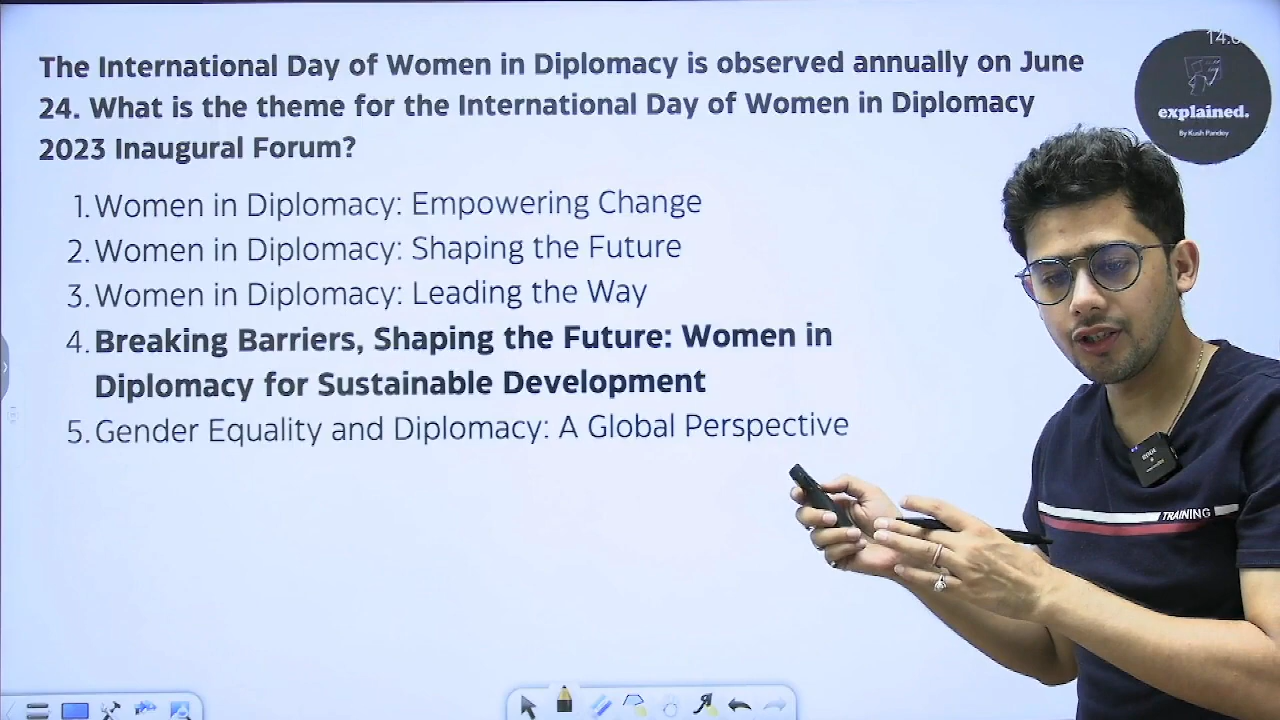 The International Day of Women in Diplomacy is observed annually on June
24. What is the theme for the International Day of Women in Diplomacy
2023 Inaugural Forum?
1. Women in Diplomacy: Empowering Change
2. Women in Diplomacy: Shaping the Future
3. Women in Diplomacy: Leading the Way
4. Breaking Barriers, Shaping the Future: Women in
Diplomacy for Sustainable Development
5. Gender Equality and Diplomacy: A Global Perspective
explained.
By Kush Pandey
TRAINING